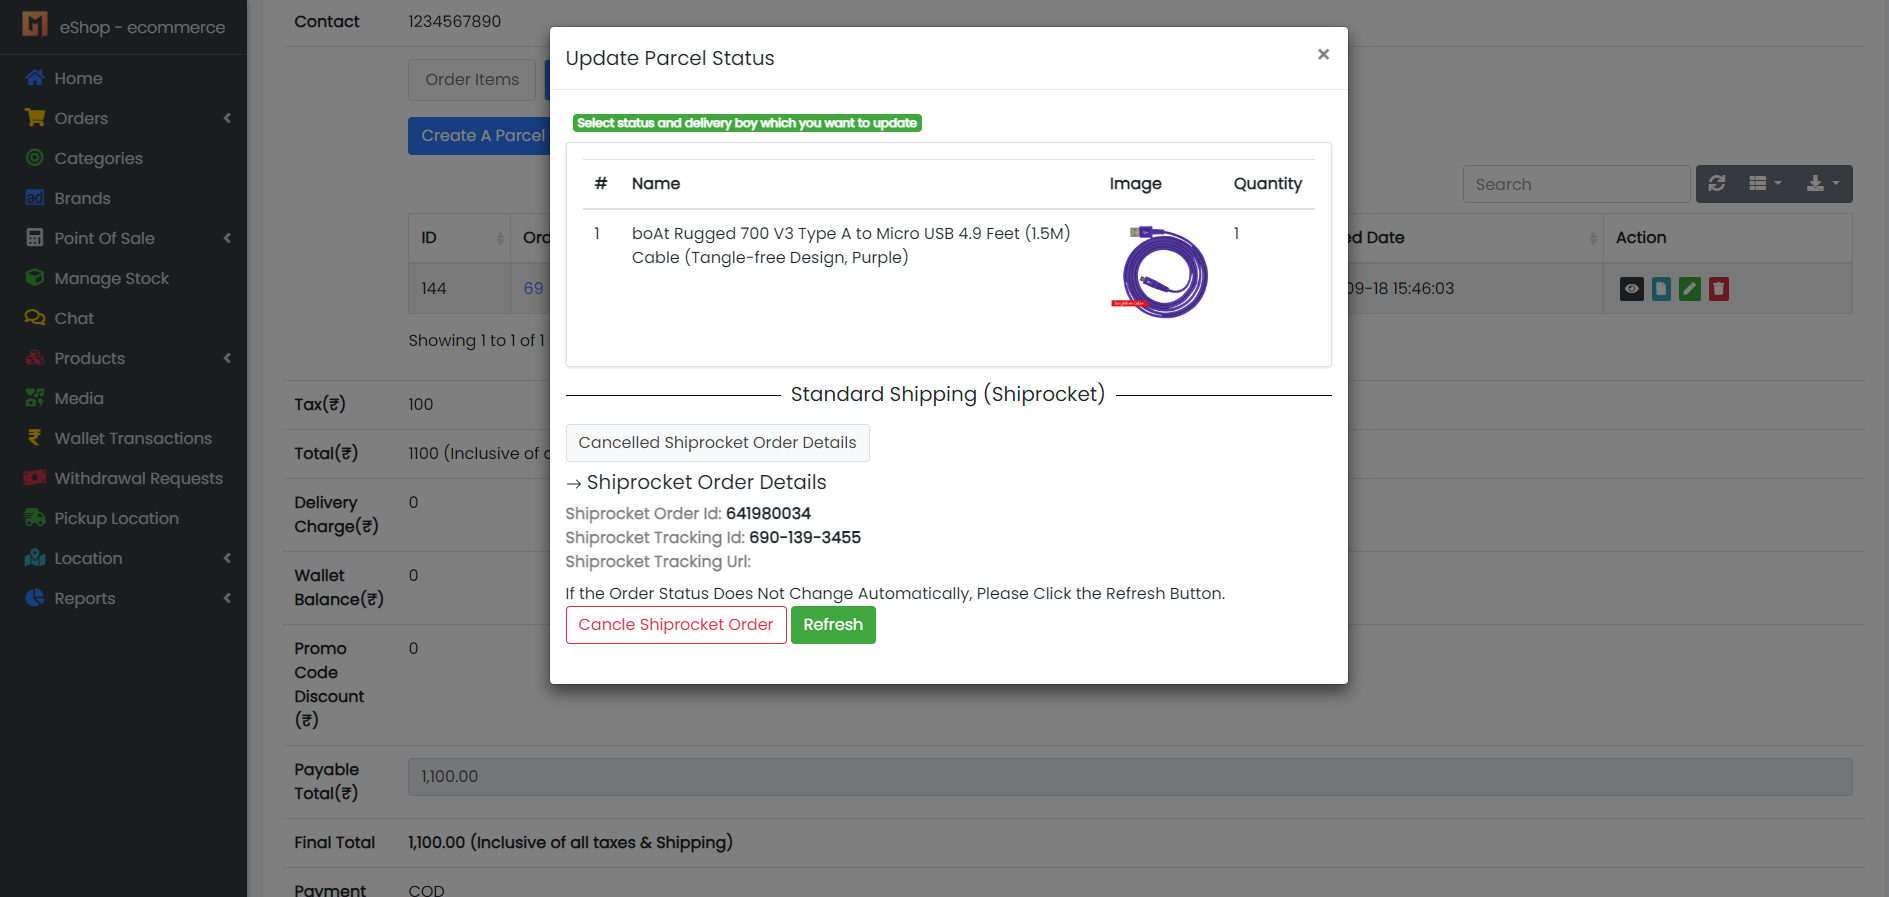 eShop - ecommerce
Home
Orders
Categories
Brands
Point Of Sale
Manage Stock
Chat
Products
Media
Wallet Transactions
Withdrawal Requests
Pickup Location
Location
Reports
Contact
1234567890
Order Items
Create A Parcel
Search
ID
Action
144
69
09-18 15:46:03
Showing 1 to 1 of 1
Tax(₹)
100
Total(₹)
1100 (Inclusive of
Delivery
Charge(₹)
0
Wallet
Balance(₹)
0
Promo
Code
Discount
(₹)
0
Payable
Total(₹)
1,100.00
Final Total
1,100.00 (Inclusive of all taxes & Shipping)
Payment
COD
Update Parcel Status
×
Select status and delivery boy which you want to update
# Name Image Quantity
1 boAt Rugged 700 V3 Type A to Micro USB 4.9 Feet (1.5M) 1
Cable (Tangle-free Design, Purple)
Standard Shipping (Shiprocket)
Cancelled Shiprocket Order Details
→ Shiprocket Order Details
Shiprocket Order Id: 641980034
Shiprocket Tracking Id: 690-139-3455
Shiprocket Tracking Url:
If the Order Status Does Not Change Automatically, Please Click the Refresh Button.
Cancle Shiprocket Order
Refresh